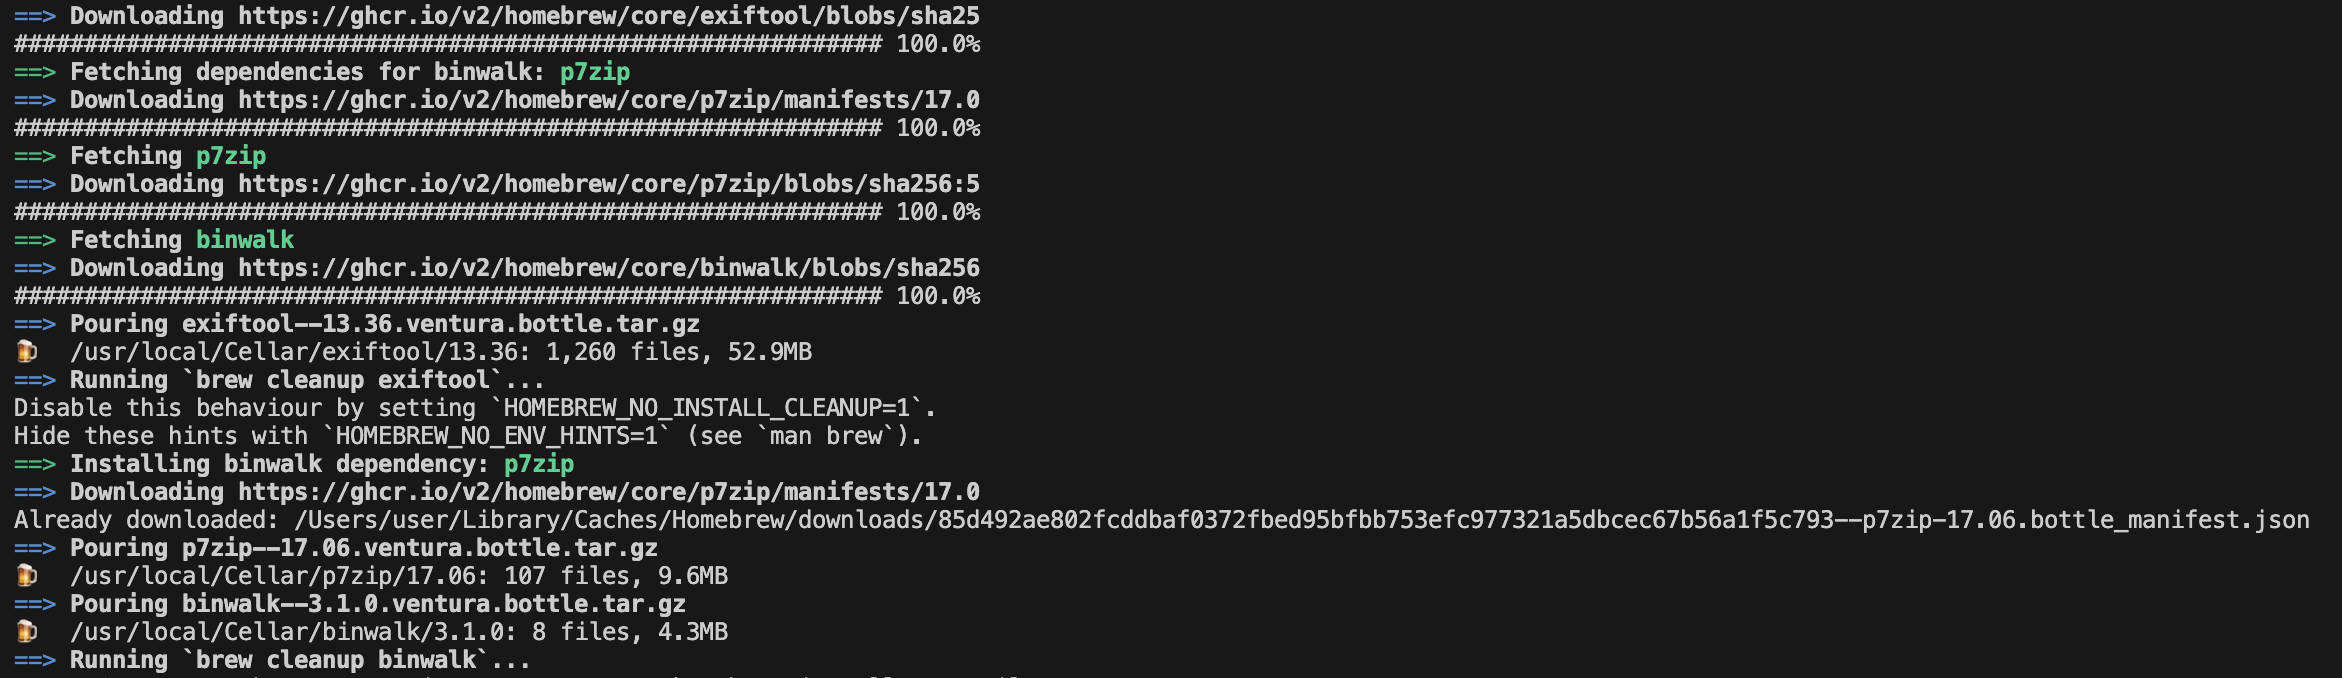 ==> Downloading https://ghcr.io/v2/homebrew/core/exiftool/blobs/sha25
############################################################## 100.0%
==> Fetching dependencies for binwalk: p7zip
==> Downloading https://ghcr.io/v2/homebrew/core/p7zip/manifests/17.0
############################################################## 100.0%
==> Fetching p7zip
==> Downloading https://ghcr.io/v2/homebrew/core/p7zip/blobs/sha256:5
############################################################## 100.0%
==> Fetching binwalk
==> Downloading https://ghcr.io/v2/homebrew/core/binwalk/blobs/sha256
############################################################## 100.0%
==> Pouring exiftool--13.36.ventura.bottle.tar.gz
🍺  /usr/local/Cellar/exiftool/13.36: 1,260 files, 52.9MB
==> Running `brew cleanup exiftool`...
Disable this behaviour by setting `HOMEBREW_NO_INSTALL_CLEANUP=1`.
Hide these hints with `HOMEBREW_NO_ENV_HINTS=1` (see `man brew`).
==> Installing binwalk dependency: p7zip
==> Downloading https://ghcr.io/v2/homebrew/core/p7zip/manifests/17.0
Already downloaded: /Users/user/Library/Caches/Homebrew/downloads/85d492ae802fcddbaf0372fbed95bfbb753efc977321a5dbcec67b56a1f5c793--p7zip-17.06.bottle_manifest.json
==> Pouring p7zip--17.06.ventura.bottle.tar.gz
🍺  /usr/local/Cellar/p7zip/17.06: 107 files, 9.6MB
==> Pouring binwalk--3.1.0.ventura.bottle.tar.gz
🍺  /usr/local/Cellar/binwalk/3.1.0: 8 files, 4.3MB
==> Running `brew cleanup binwalk`...